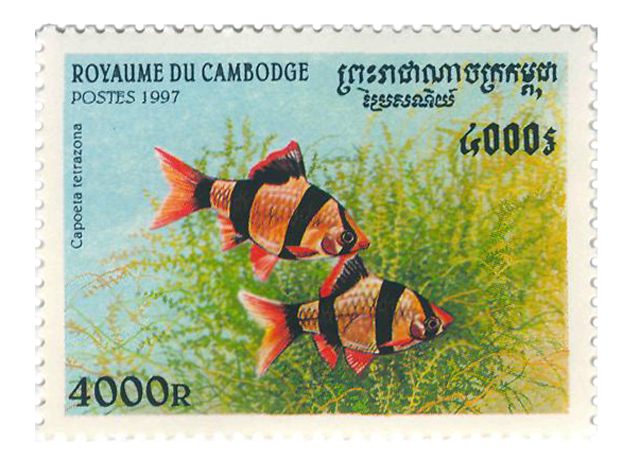 ROYAUME DU CAMBODGE
POSTES 1997
ព្រះរាជាណាចក្រកម្ពុជា
ប្រៃសណីយ៍
៤០០០៛
Capoeta tetrazona
4000R